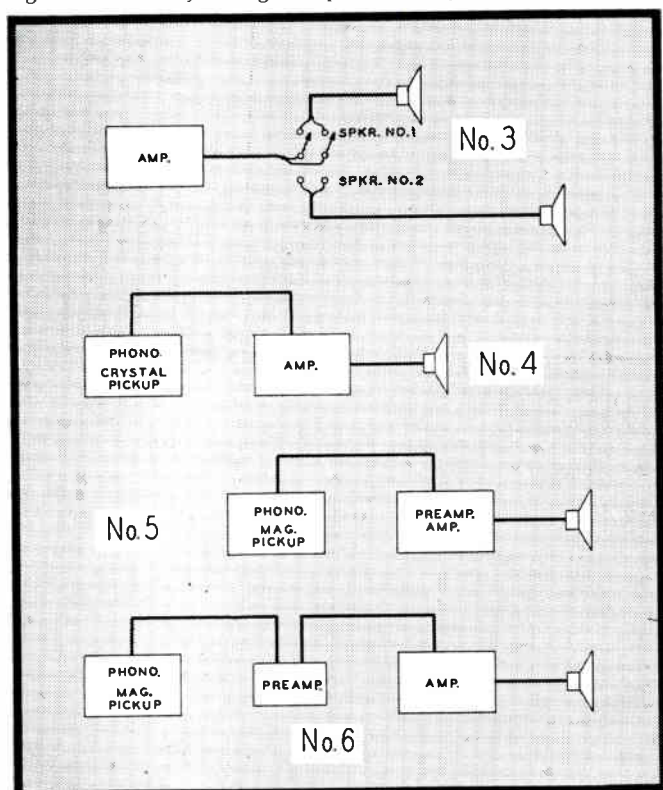 SPKR. NO.1
No. 3
AMP.
SPKR. NO.2
PHONO.
CRYSTAL
PICKUP
AMP.
No. 4
No. 5
PHONO.
MAG.
PICKUP
PREAMP.
AMP.
PHONO.
MAG.
PICKUP
PREAMP.
AMP.
No. 6